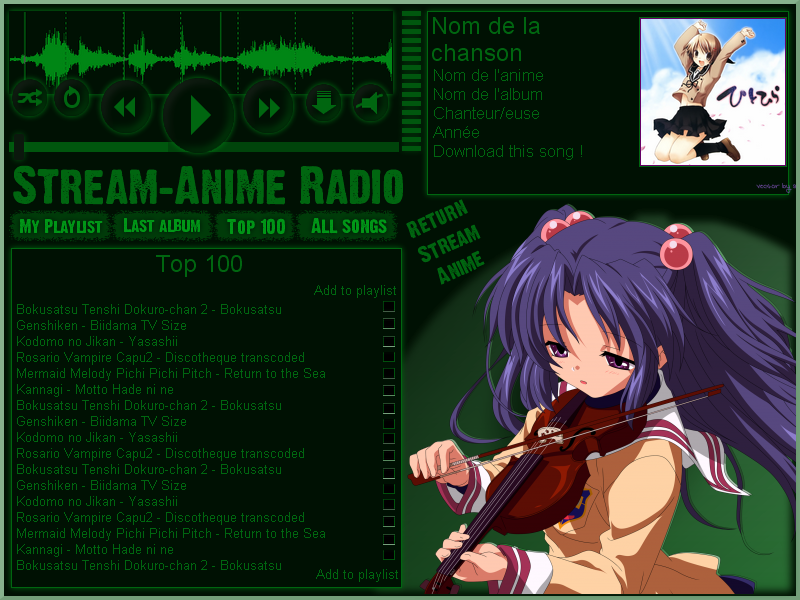 Nom de la
chanson
Nom de l'anime
Nom de l'album
Chanteur/euse
Année
Download this song !
ひとひら
STREAM-ANIME RADIO
MY PLAYLIST
LAST ALBUM
TOP 100
ALL SONGS
RETURN
STREAM
ANIME
Top 100
Add to playlist
Bokusatsu Tenshi Dokuro-chan 2 - Bokusatsu
Genshiken - Biidama TV Size
Kodomo no Jikan - Yasashii
Rosario Vampire Capu2 - Discotheque transcoded
Mermaid Melody Pichi Pichi Pitch - Return to the Sea
Kannagi - Motto Hade ni ne
Bokusatsu Tenshi Dokuro-chan 2 - Bokusatsu
Genshiken - Biidama TV Size
Kodomo no Jikan - Yasashii
Rosario Vampire Capu2 - Discotheque transcoded
Bokusatsu Tenshi Dokuro-chan 2 - Bokusatsu
Genshiken - Biidama TV Size
Kodomo no Jikan - Yasashii
Rosario Vampire Capu2 - Discotheque transcoded
Mermaid Melody Pichi Pichi Pitch - Return to the Sea
Kannagi - Motto Hade ni ne
Bokusatsu Tenshi Dokuro-chan 2 - Bokusatsu
Add to playlist